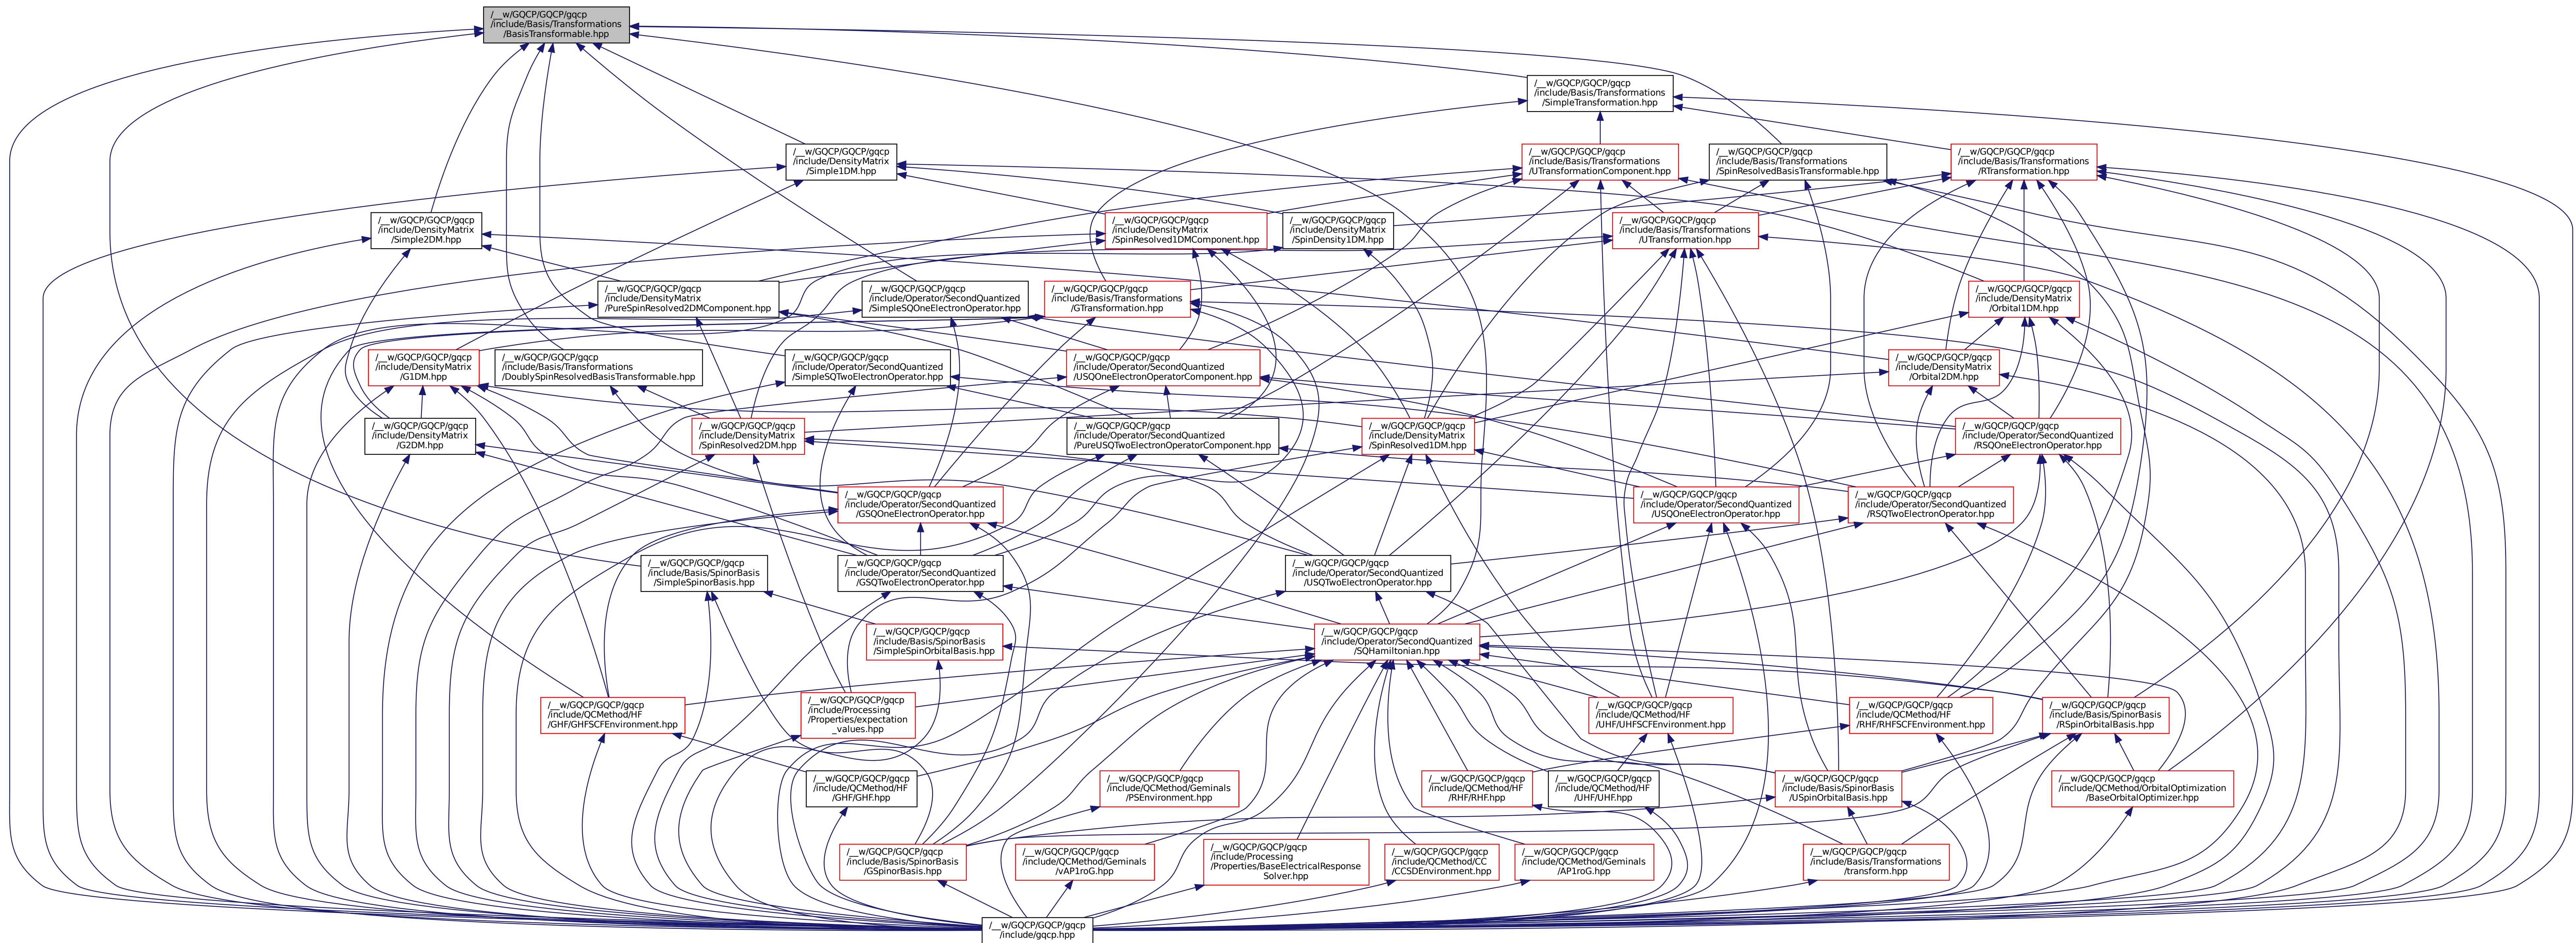 /__w/GQCP/GQCP/gqcp
/include/Basis/Transformations
/BasisTransformable.hpp
/__w/GQCP/GQCP/gqcp
/include/Basis/Transformations
/SimpleTransformation.hpp
/__w/GQCP/GQCP/gqcp
/include/DensityMatrix
/Simple1DM.hpp
/__w/GQCP/GQCP/gqcp
/include/Basis/Transformations
/UTransformationComponent.hpp
/__w/GQCP/GQCP/gqcp
/include/Basis/Transformations
/SpinResolvedBasisTransformable.hpp
/__w/GQCP/GQCP/gqcp
/include/Basis/Transformations
/RTransformation.hpp
/__w/GQCP/GQCP/gqcp
/include/DensityMatrix
/Simple2DM.hpp
/__w/GQCP/GQCP/gqcp
/include/DensityMatrix
/SpinResolved1DMComponent.hpp
/__w/GQCP/GQCP/gqcp
/include/DensityMatrix
/SpinDensity1DM.hpp
/__w/GQCP/GQCP/gqcp
/include/Basis/Transformations
/UTransformation.hpp
/__w/GQCP/GQCP/gqcp
/include/DensityMatrix
/PureSpinResolved2DMComponent.hpp
/__w/GQCP/GQCP/gqcp
/include/Operator/SecondQuantized
/SimpleSQOneElectronOperator.hpp
/__w/GQCP/GQCP/gqcp
/include/Basis/Transformations
/GTransformation.hpp
/__w/GQCP/GQCP/gqcp
/include/DensityMatrix
/Orbital1DM.hpp
/__w/GQCP/GQCP/gqcp
/include/DensityMatrix
/G1DM.hpp
/__w/GQCP/GQCP/gqcp
/include/Basis/Transformations
/DoublySpinResolvedBasisTransformable.hpp
/__w/GQCP/GQCP/gqcp
/include/Operator/SecondQuantized
/SimpleSQTwoElectronOperator.hpp
/__w/GQCP/GQCP/gqcp
/include/Operator/SecondQuantized
/USQOneElectronOperatorComponent.hpp
/__w/GQCP/GQCP/gqcp
/include/DensityMatrix
/Orbital2DM.hpp
/__w/GQCP/GQCP/gqcp
/include/DensityMatrix
/G2DM.hpp
/__w/GQCP/GQCP/gqcp
/include/DensityMatrix
/SpinResolved2DM.hpp
/__w/GQCP/GQCP/gqcp
/include/Operator/SecondQuantized
/PureUSQTwoElectronOperatorComponent.hpp
/__w/GQCP/GQCP/gqcp
/include/DensityMatrix
/SpinResolved1DM.hpp
/__w/GQCP/GQCP/gqcp
/include/Operator/SecondQuantized
/RSQOneElectronOperator.hpp
/__w/GQCP/GQCP/gqcp
/include/Operator/SecondQuantized
/GSQOneElectronOperator.hpp
/__w/GQCP/GQCP/gqcp
/include/Operator/SecondQuantized
/USQOneElectronOperator.hpp
/__w/GQCP/GQCP/gqcp
/include/Operator/SecondQuantized
/RSQTwoElectronOperator.hpp
/__w/GQCP/GQCP/gqcp
/include/Basis/SpinorBasis
/SimpleSpinorBasis.hpp
/__w/GQCP/GQCP/gqcp
/include/Operator/SecondQuantized
/GSQTwoElectronOperator.hpp
/__w/GQCP/GQCP/gqcp
/include/Operator/SecondQuantized
/USQTwoElectronOperator.hpp
/__w/GQCP/GQCP/gqcp
/include/Basis/SpinorBasis
/SimpleSpinOrbitalBasis.hpp
/__w/GQCP/GQCP/gqcp
/include/Operator/SecondQuantized
/SQHamiltonian.hpp
/__w/GQCP/GQCP/gqcp
/include/QCMethod/HF
/GHF/GHFSCFEnvironment.hpp
/__w/GQCP/GQCP/gqcp
/include/Processing
/Properties/expectation
_values.hpp
/__w/GQCP/GQCP/gqcp
/include/QCMethod/HF
/UHF/UHFSCFEnvironment.hpp
/__w/GQCP/GQCP/gqcp
/include/QCMethod/HF
/RHF/RHFSCFEnvironment.hpp
/__w/GQCP/GQCP/gqcp
/include/Basis/SpinorBasis
/RSpinOrbitalBasis.hpp
/__w/GQCP/GQCP/gqcp
/include/QCMethod/HF
/GHF/GHF.hpp
/__w/GQCP/GQCP/gqcp
/include/QCMethod/Geminals
/PSEnvironment.hpp
/__w/GQCP/GQCP/gqcp
/include/QCMethod/HF
/RHF/RHF.hpp
/__w/GQCP/GQCP/gqcp
/include/QCMethod/HF
/UHF/UHF.hpp
/__w/GQCP/GQCP/gqcp
/include/Basis/SpinorBasis
/USpinOrbitalBasis.hpp
/__w/GQCP/GQCP/gqcp
/include/QCMethod/OrbitalOptimization
/BaseOrbitalOptimizer.hpp
/__w/GQCP/GQCP/gqcp
/include/Basis/SpinorBasis
/GSpinorBasis.hpp
/__w/GQCP/GQCP/gqcp
/include/QCMethod/Geminals
/vAP1roG.hpp
/__w/GQCP/GQCP/gqcp
/include/Processing
/Properties/BaseElectricalResponse
Solver.hpp
/__w/GQCP/GQCP/gqcp
/include/QCMethod/CC
/CCSDEnvironment.hpp
/__w/GQCP/GQCP/gqcp
/include/QCMethod/Geminals
/AP1roG.hpp
/__w/GQCP/GQCP/gqcp
/include/Basis/Transformations
/transform.hpp
/__w/GQCP/GQCP/gqcp
/include/gqcp.hpp